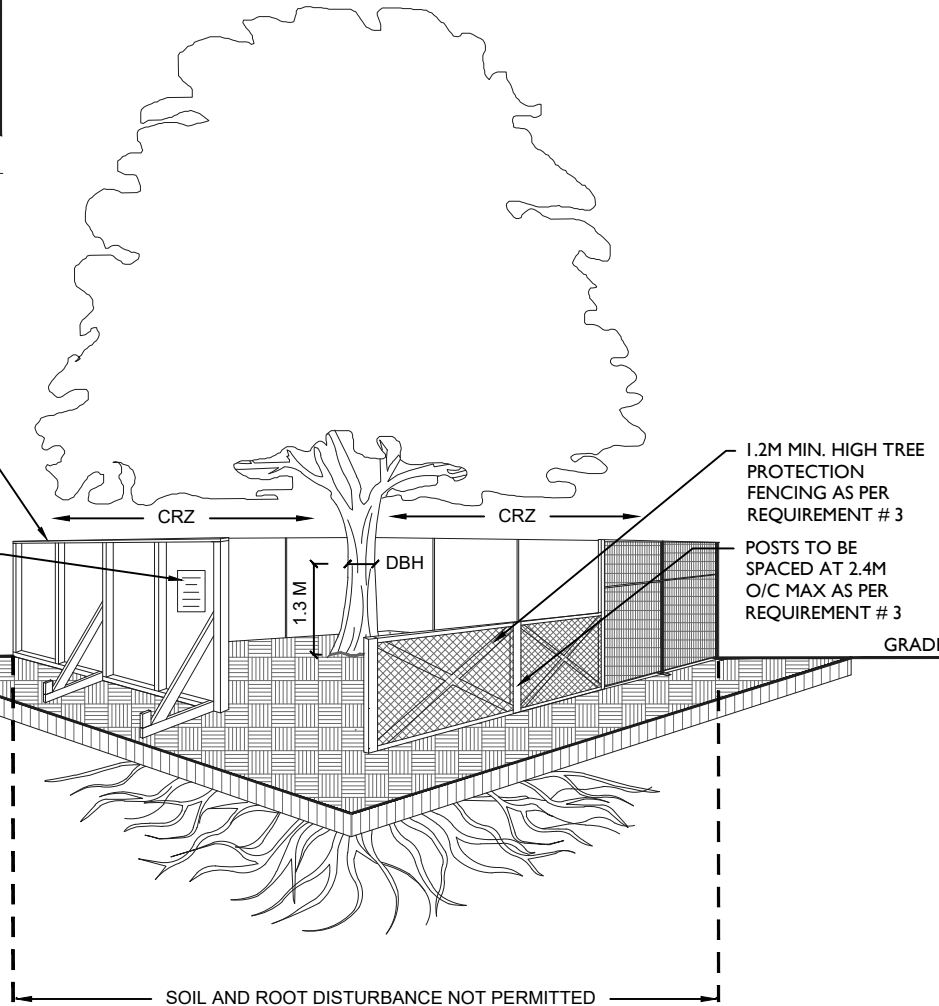 1.2M MIN. HIGH TREE
PROTECTION
FENCING AS PER
REQUIREMENT # 3
CRZ
CRZ
POSTS TO BE
SPACED AT 2.4M
O/C MAX AS PER
REQUIREMENT # 3
DBH
1.3 M
GRADE
SOIL AND ROOT DISTURBANCE NOT PERMITTED